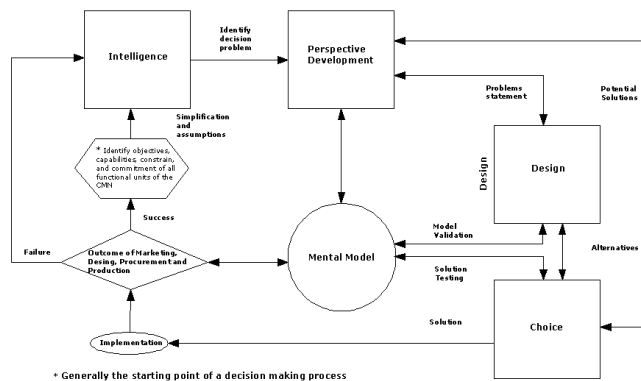 Identify
decision
problem
Intelligence
Perspective
Development
Problems
statement
Potential
Solutions
Simplification
and
assumptions
* Identify objectives,
capabilities, constrain,
and commitment of all
functional units of the
CMN
Design
Design
Success
Failure
Outcome of Marketing,
Desing, Procurement and
Production
Mental Model
Model
Validation
Alternatives
Solution
Testing
Implementation
Solution
Choice
* Generally the starting point of a decision making process